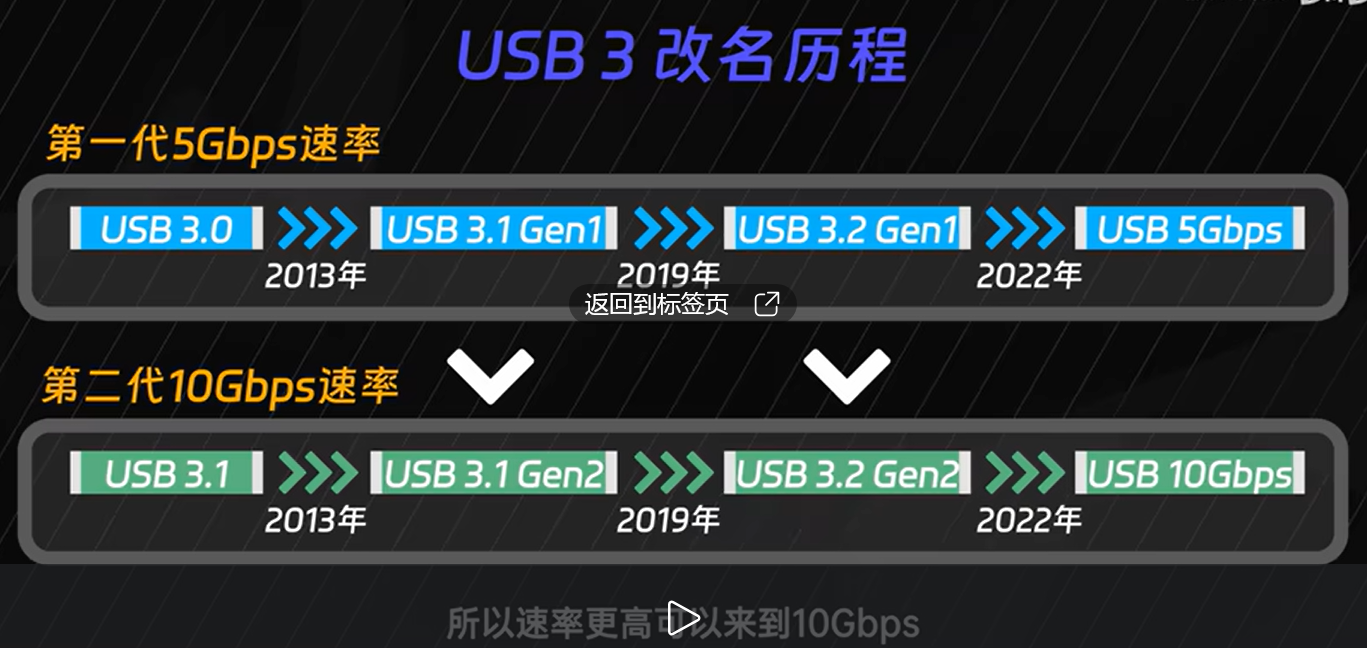 USB 3 改名历程
第一代5Gbps速率
USB 3.0 USB 3.1 Gen1 USB 3.2 Gen1 USB 5Gbps
2013年 2019年 2022年
返回到标签页
第二代10Gbps速率
USB 3.1 USB 3.1 Gen2 USB 3.2 Gen2 USB 10Gbps
2013年 2019年 2022年
所以速率更高可以来到10Gbps